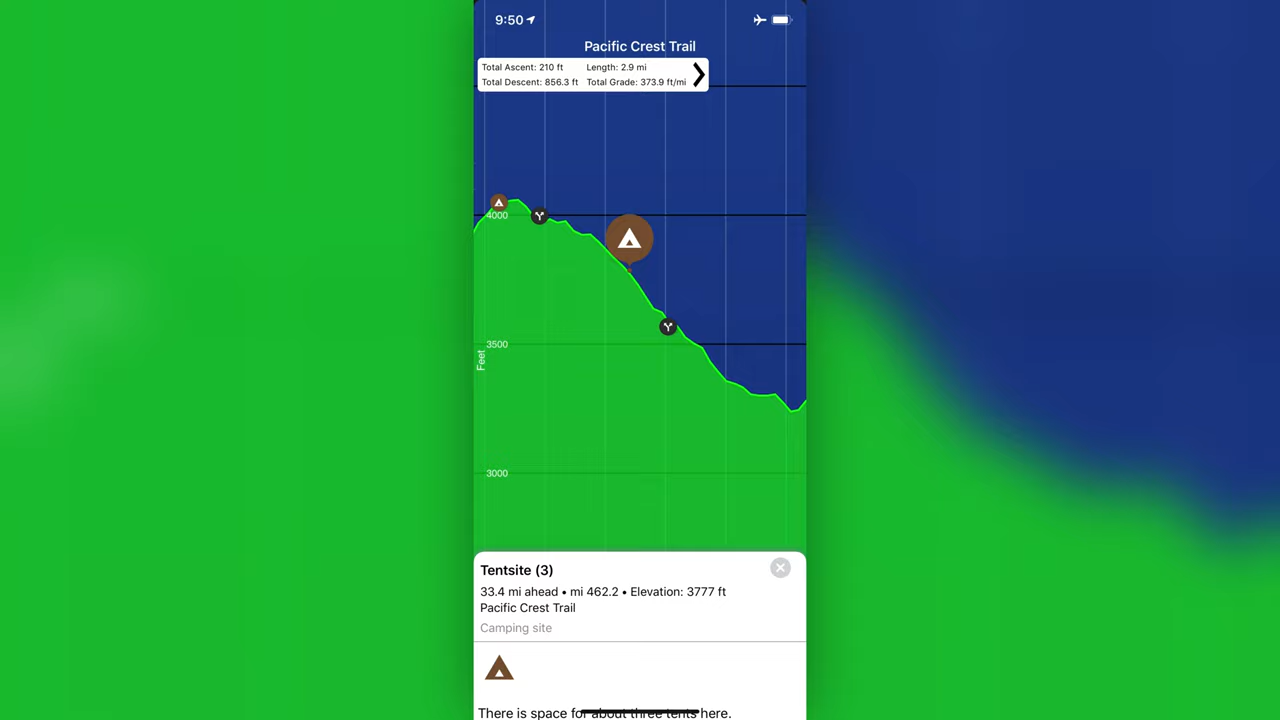 9:50
Pacific Crest Trail
Total Ascent: 210 ft Length: 2.9 mi
Total Descent: 856.3 ft Total Grade: 373.9 ft/mi
4000
3500
Feet
3000
Tentsite (3)
33.4 mi ahead • mi 462.2 • Elevation: 3777 ft
Pacific Crest Trail
Camping site
There is space for about three tents here.